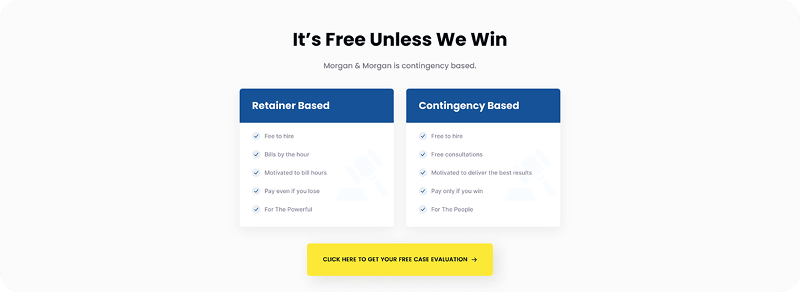 It's Free Unless We Win
Morgan & Morgan is contingency based.
Retainer Based
Fee to hire
Bills by the hour
Motivated to bill hours
Pay even if you lose
For The Powerful
Contingency Based
Free to hire
Free consultations
Motivated to deliver the best results
Pay only if you win
For The People
CLICK HERE TO GET YOUR FREE CASE EVALUATION →